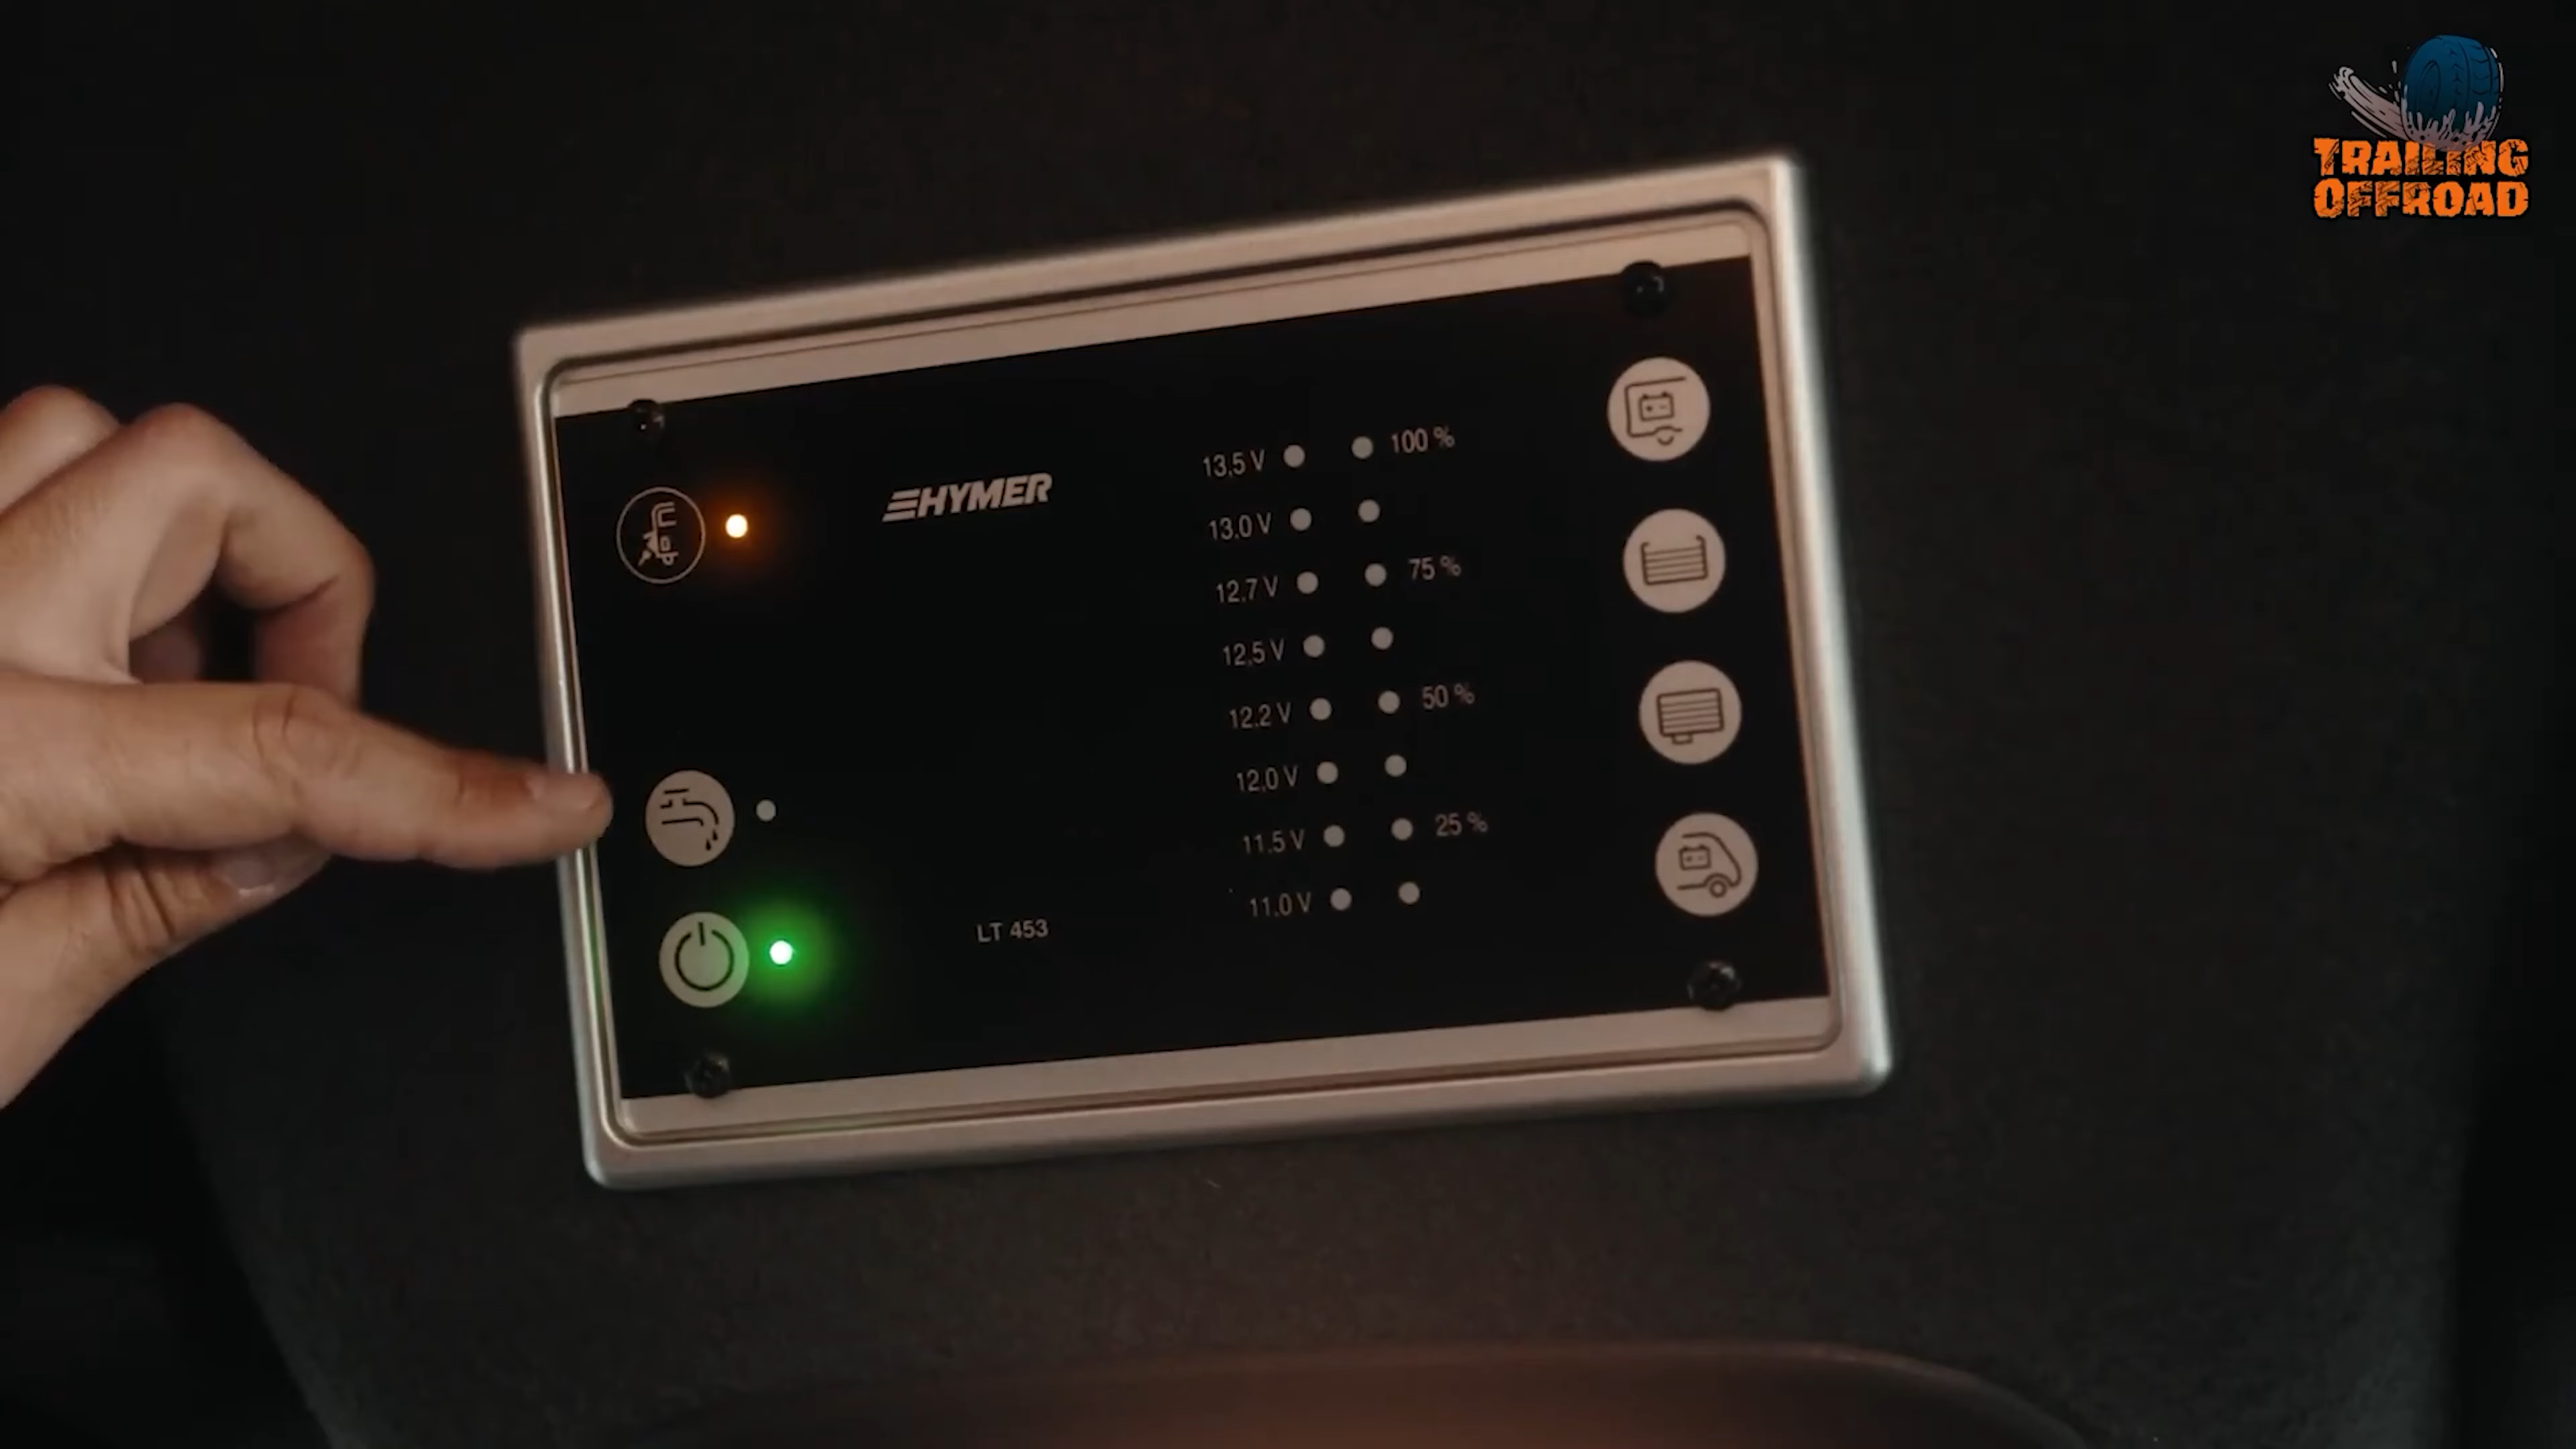 TRAILING
OFFROAD
HYMER
13,5 V 100 %
13.0 V
12,7 V 75 %
12,5 V
12.2 V 50 %
12,0 V
11.5 V 25 %
11.0 V
LT 453